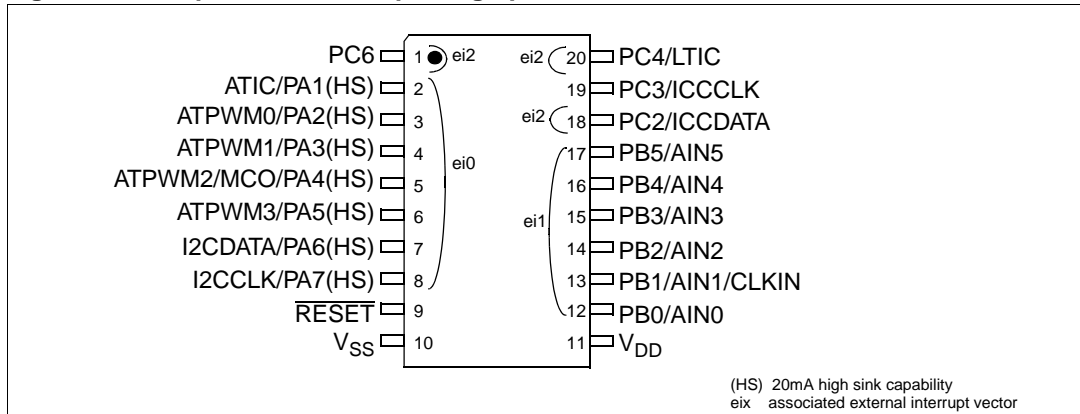 PC6 1 ei2 ei2 20 PC4/LTIC
ATIC/PA1(HS) 2 19 PC3/ICCCLK
ATPWM0/PA2(HS) 3 ei2 18 PC2/ICCDATA
ATPWM1/PA3(HS) 4 ei0 17 PB5/AIN5
ATPWM2/MCO/PA4(HS) 5 16 PB4/AIN4
ATPWM3/PA5(HS) 6 ei1 15 PB3/AIN3
I2CDATA/PA6(HS) 7 14 PB2/AIN2
I2CCLK/PA7(HS) 8 13 PB1/AIN1/CLKIN
RESET 9 12 PB0/AIN0
VSS 10 11 VDD
(HS) 20mA high sink capability
eix associated external interrupt vector